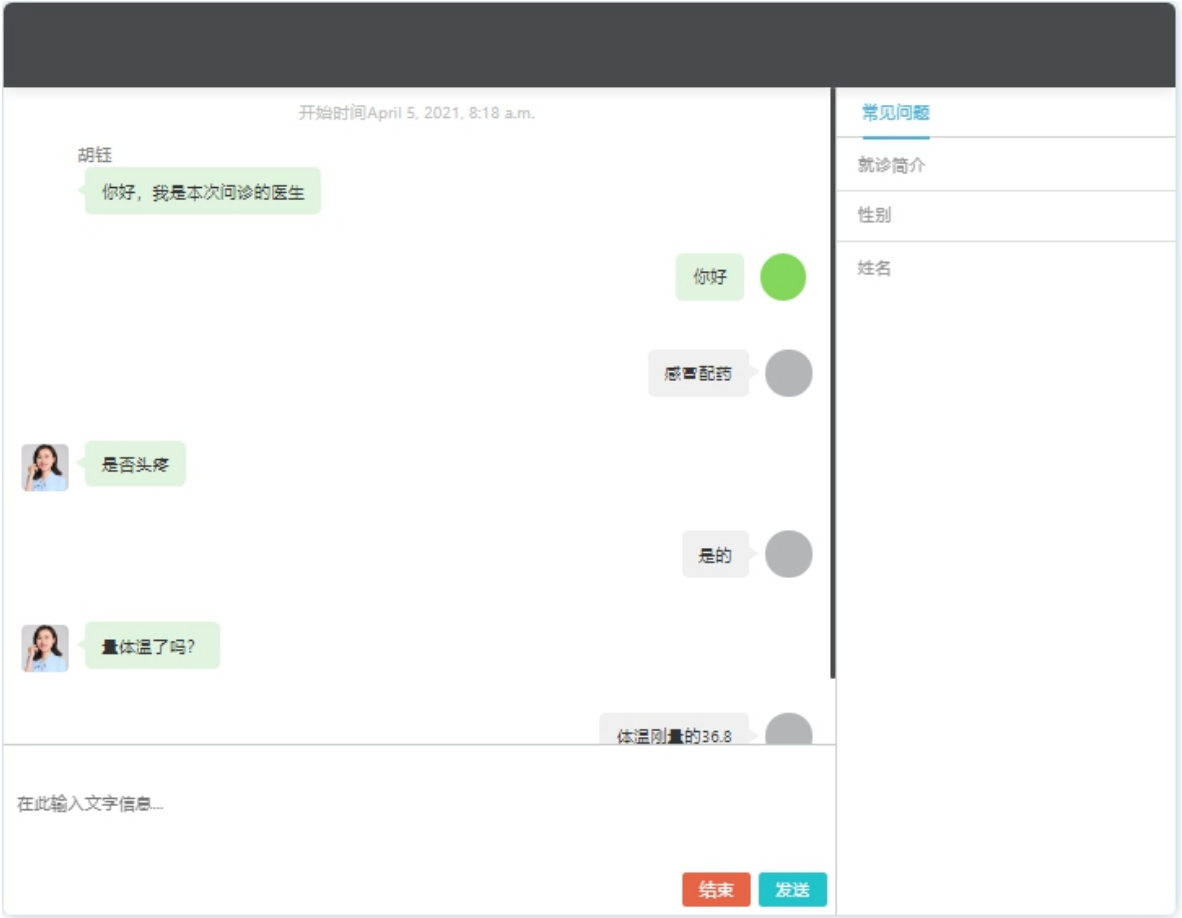 开始时间April 5, 2021, 8:18 a.m.
胡钰
你好，我是本次问诊的医生
你好
感冒配药
是否头疼
是的
量体温了吗？
体温刚量的36.8
在此输入文字信息...
结束
发送
常见问题
就诊简介
性别
姓名